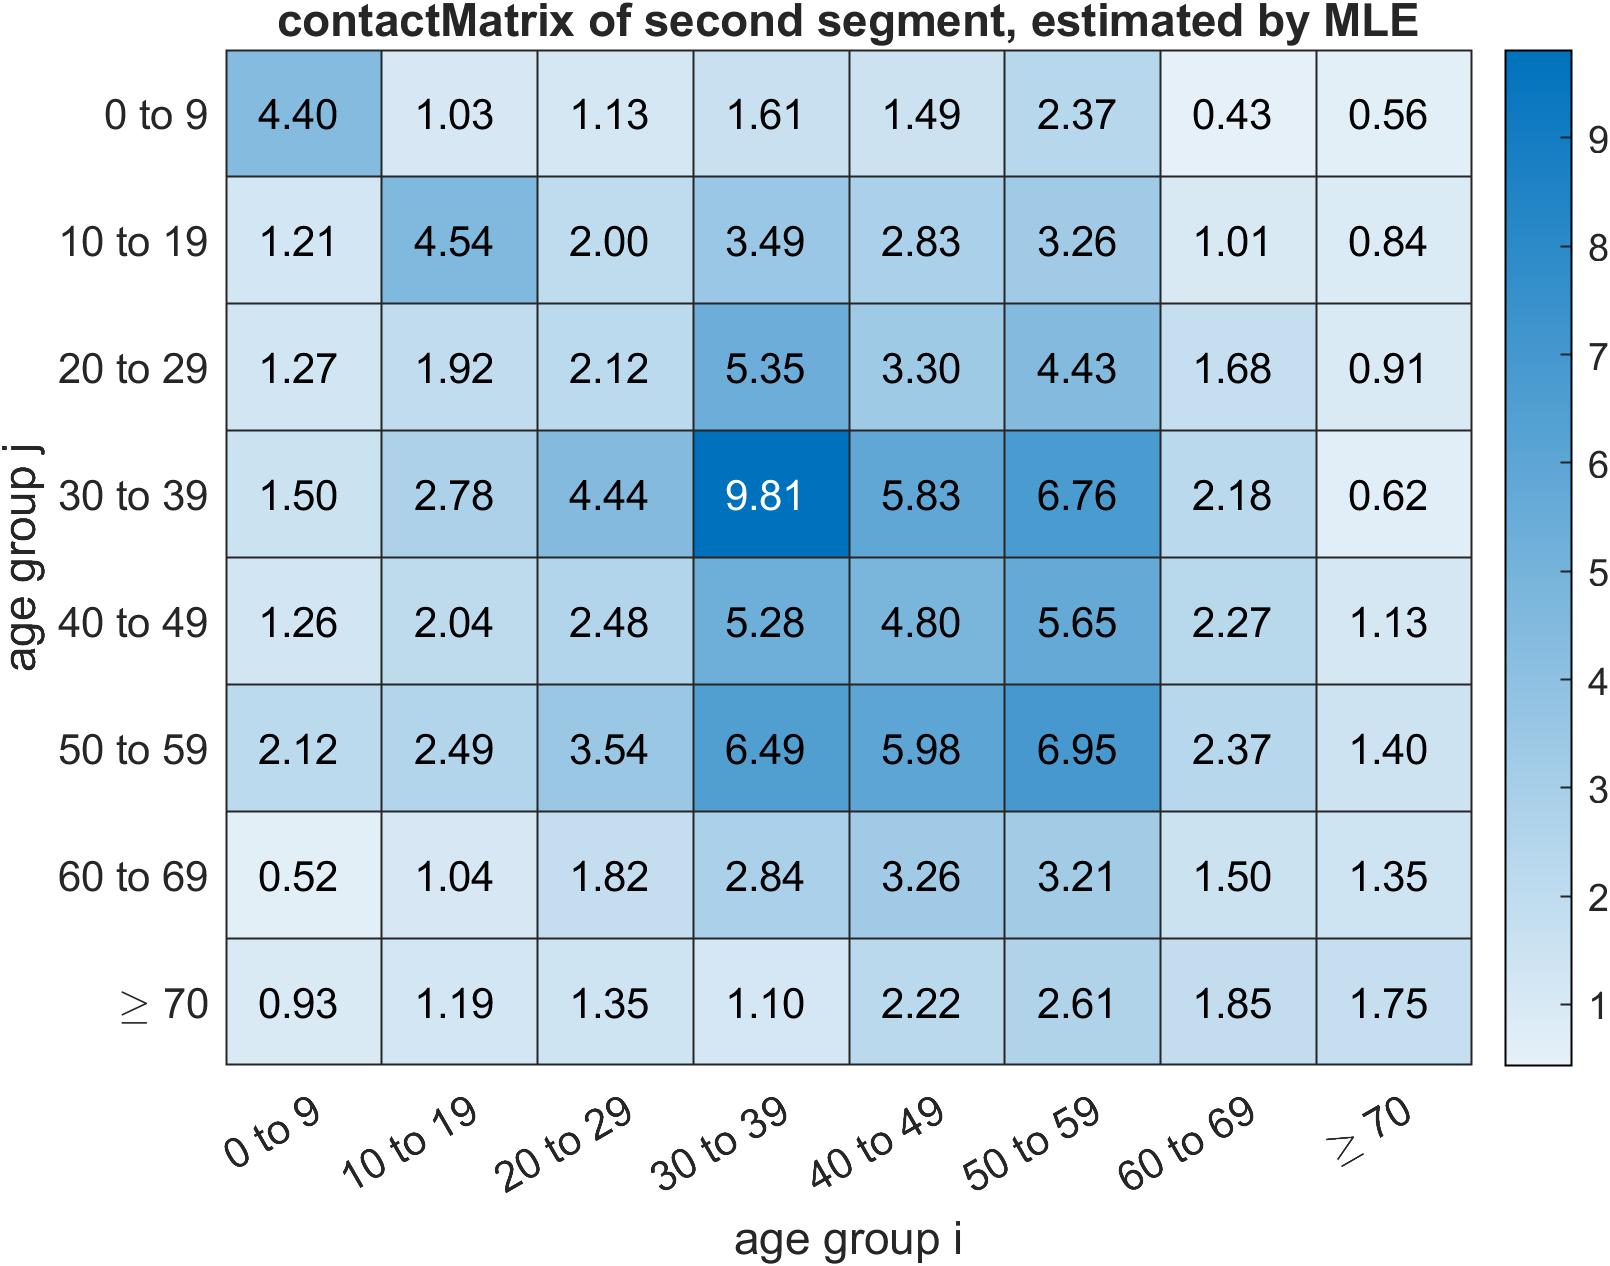 contactMatrix of second segment, estimated by MLE
0 to 9 4.40 1.03 1.13 1.61 1.49 2.37 0.43 0.56
10 to 19 1.21 4.54 2.00 3.49 2.83 3.26 1.01 0.84
20 to 29 1.27 1.92 2.12 5.35 3.30 4.43 1.68 0.91
30 to 39 1.50 2.78 4.44 9.81 5.83 6.76 2.18 0.62
40 to 49 1.26 2.04 2.48 5.28 4.80 5.65 2.27 1.13
50 to 59 2.12 2.49 3.54 6.49 5.98 6.95 2.37 1.40
60 to 69 0.52 1.04 1.82 2.84 3.26 3.21 1.50 1.35
≥ 70 0.93 1.19 1.35 1.10 2.22 2.61 1.85 1.75
0 to 9 10 to 19 20 to 29 30 to 39 40 to 49 50 to 59 60 to 69 ≥ 70
age group i
age group j
9
8
7
6
5
4
3
2
1